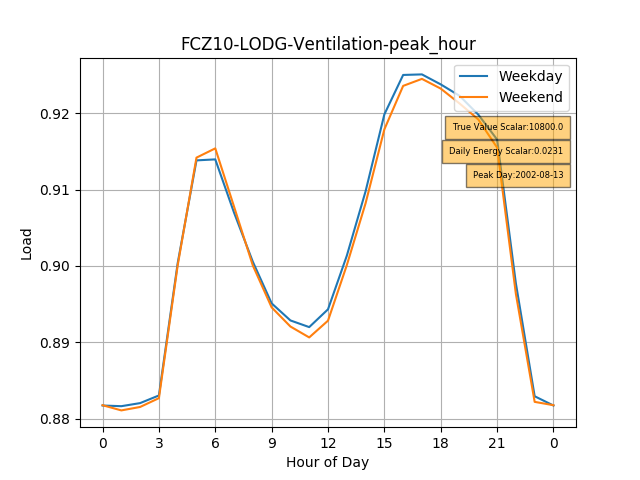 FCZ10-LODG-Ventilation-peak_hour
Weekday
Weekend
True Value Scalar:10800.0
Daily Energy Scalar:0.0231
Peak Day:2002-08-13
Load
0.92
0.91
0.90
0.89
0.88
0 3 6 9 12 15 18 21 0
Hour of Day